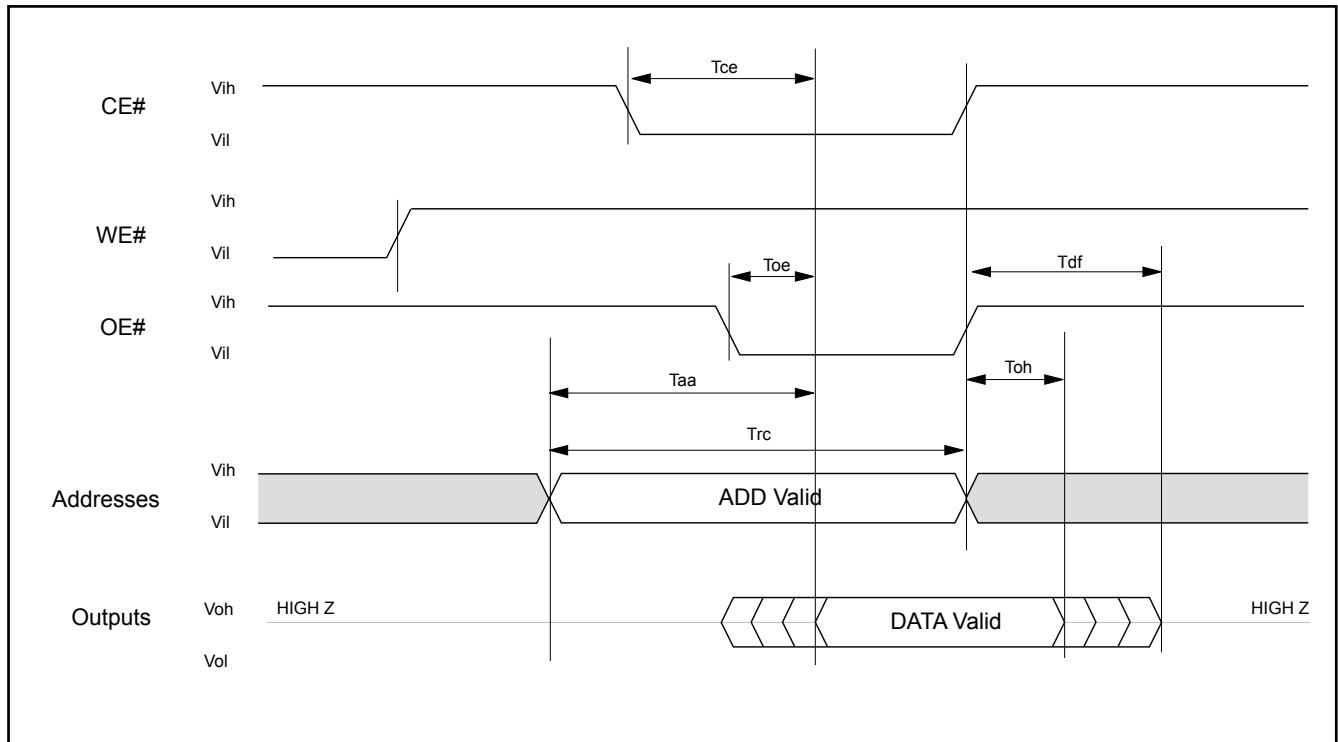 Tce
CE#
Vih
Vil
WE#
Vih
Vil
Toe
Tdf
OE#
Vih
Vil
Taa
Toh
Trc
Addresses
Vih
Vil
ADD Valid
Outputs
Voh
HIGH Z
DATA Valid
HIGH Z
Vol